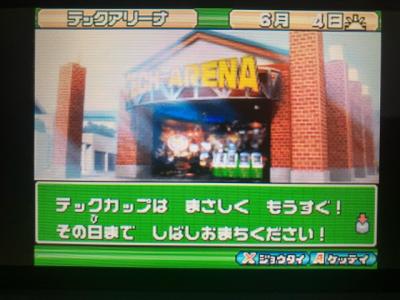 テックアリーナ
6月 4日
TECH-ARENA
テックカップは まさしく もうすぐ!
その日まで しばしおまちください!
び
X ジョウタイ A ケッテイ